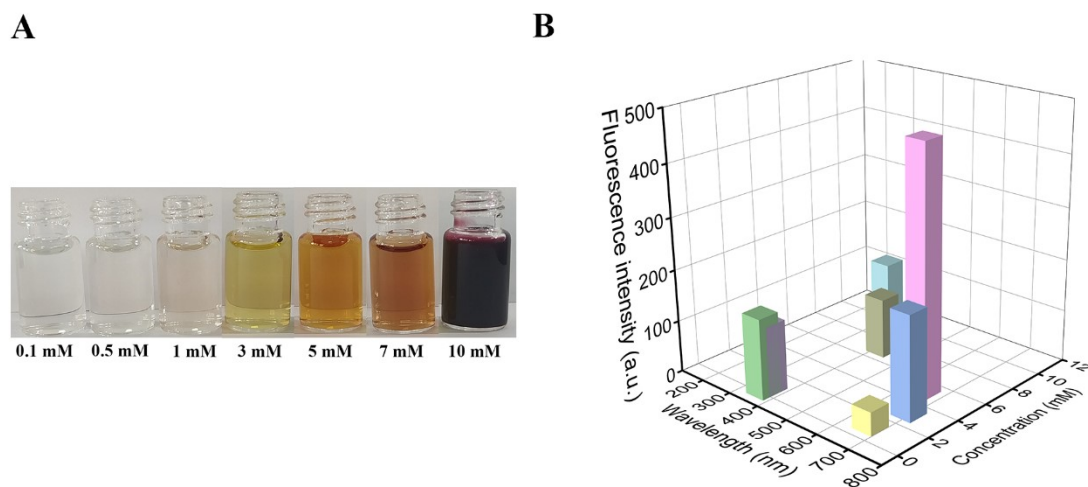 A
B
0.1 mM
0.5 mM
1 mM
3 mM
5 mM
7 mM
10 mM
Fluorescence intensity (a.u.)
500
400
300
200
100
0
200
300
400
500
600
700
800
Wavelength (nm)
0
2
4
6
8
10
12
Concentration (mM)